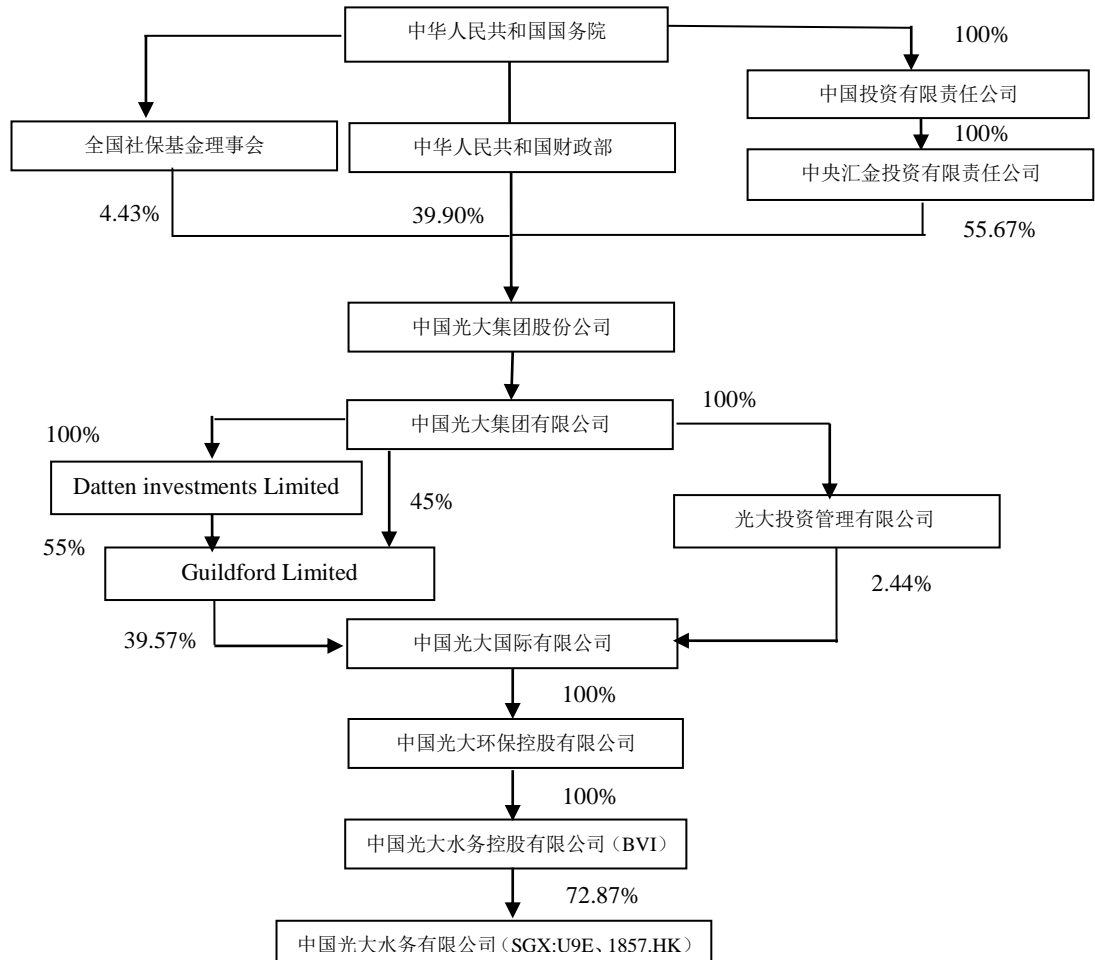 中华人民共和国国务院
100%
中国投资有限责任公司
100%
全国社保基金理事会
中华人民共和国财政部
中央汇金投资有限责任公司
4.43%
39.90%
55.67%
中国光大集团股份公司
中国光大集团有限公司
100%
100%
Datten investments Limited
45%
光大投资管理有限公司
55%
Guildford Limited
2.44%
39.57%
中国光大国际有限公司
100%
中国光大环保控股有限公司
100%
中国光大水务控股有限公司（BVI）
72.87%
中国光大水务有限公司（SGX:U9E、1857.HK）